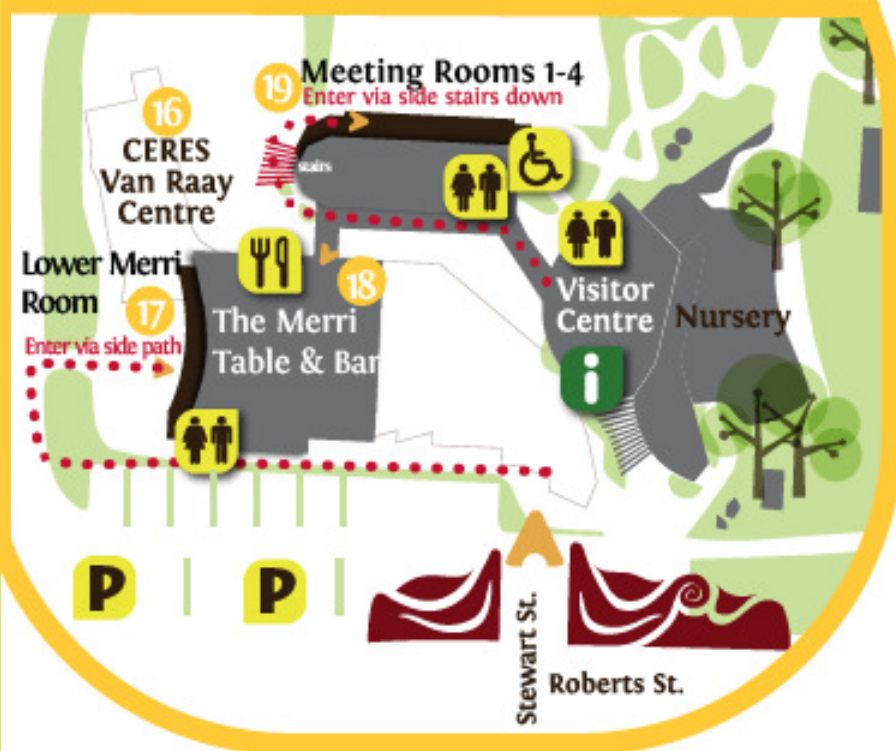 19
Meeting Rooms 1-4
Enter via side stairs down
16
CERES
Van Raay
Centre
stairs
Lower Merri
Room
17
Enter via side path
18
The Merri
Table & Bar
Visitor
Centre
Nursery
i
P
P
Stewart St.
Roberts St.